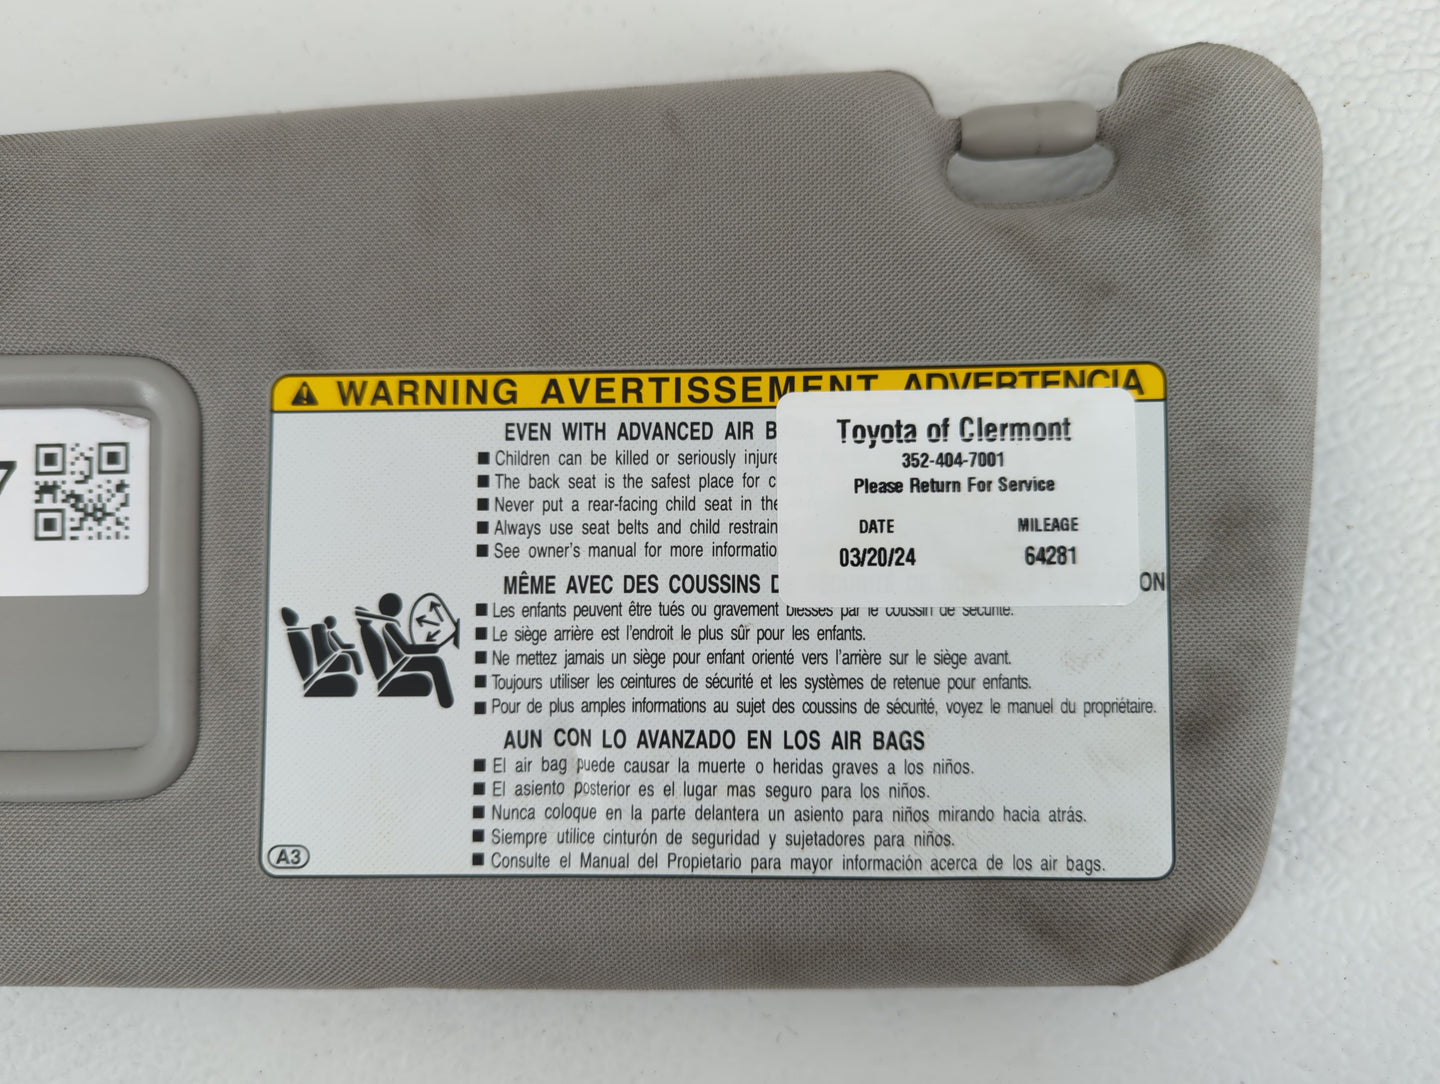 7
WARNING AVERTISSEMENT ADVERTENCIA
EVEN WITH ADVANCED AIR
■ Children can be killed or seriously
■ The back seat is the safest place for
■ Never put a rear-facing child seat in the
■ Always use seat belts and child
■ See owner's manual for more
Toyota of Clermont
352-404-7001
Please Return For Service
DATE MILEAGE
03/20/24 64281
MÊME AVEC DES COUSSINS
■ Les enfants peuvent être tués ou gravement blessés par le coussin de sécurité.
■ Le siège arrière est l'endroit le plus sûr pour les enfants.
■ Ne mettez jamais un siège pour enfant orienté vers l'arrière sur le siège avant.
■ Toujours utiliser les ceintures de sécurité et les systèmes de retenue pour enfants.
■ Pour de plus amples informations au sujet des coussins de sécurité, voyez le manuel du propriétaire.
AUN CON LO AVANZADO EN LOS AIR BAGS
■ El air bag puede causar la muerte o heridas graves a los niños.
■ El asiento posterior es el lugar mas seguro para los niños.
■ Nunca coloque en la parte delantera un asiento para niños mirando hacia atrás.
■ Siempre utilice cinturón de seguridad y sujetadores para niños.
■ Consulte el Manual del Propietario para mayor información acerca de los air bags.
A3